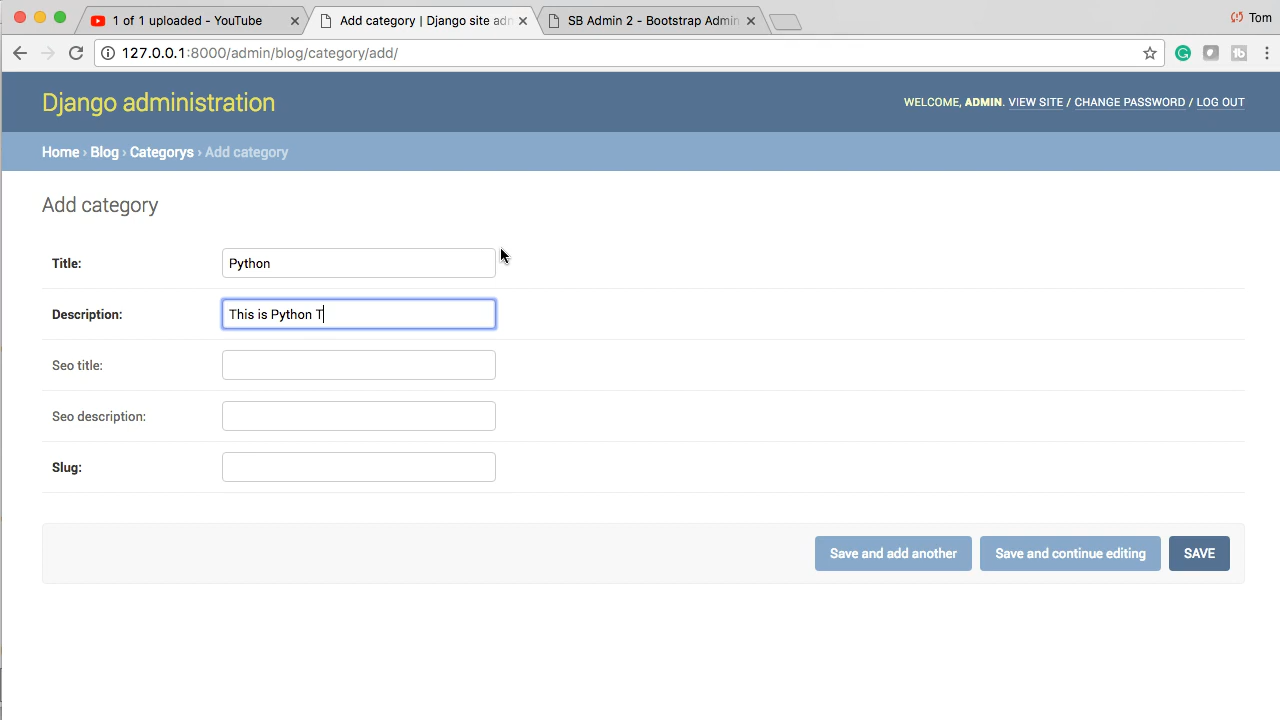 1 of 1 uploaded - YouTube
Add category | Django site adm
SB Admin 2 - Bootstrap Admin
Tom
127.0.0.1:8000/admin/blog/category/add/
Django administration
WELCOME, ADMIN. VIEW SITE / CHANGE PASSWORD / LOG OUT
Home › Blog › Categorys › Add category
Add category
Title: Python
Description: This is Python T
Seo title:
Seo description:
Slug:
Save and add another Save and continue editing SAVE